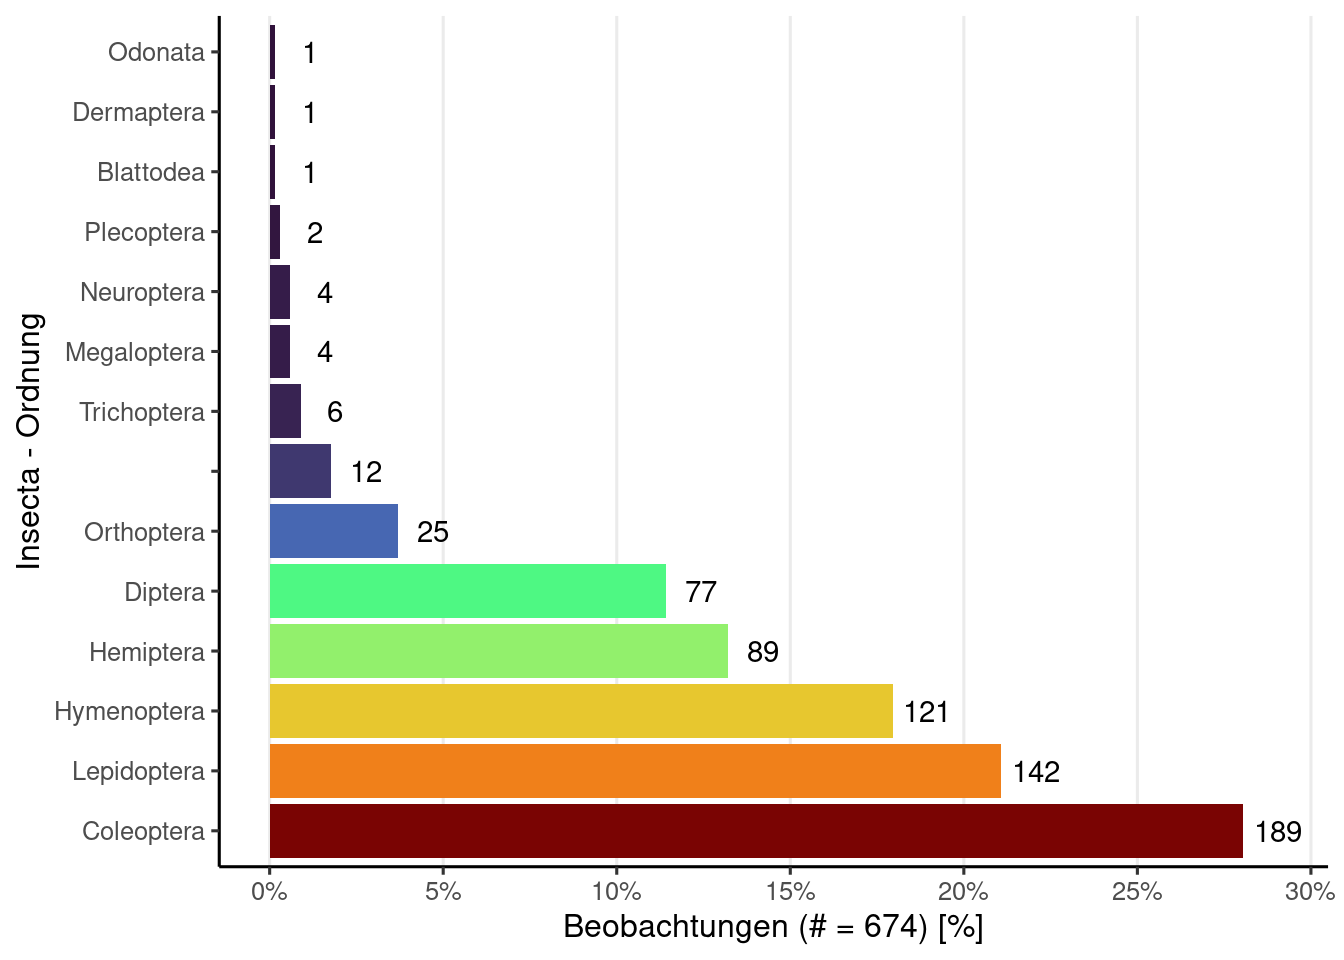 Insecta - Ordnung
Odonata 1
Dermaptera 1
Blattodea 1
Plecoptera 2
Neuroptera 4
Megaloptera 4
Trichoptera 6
12
Orthoptera 25
Diptera 77
Hemiptera 89
Hymenoptera 121
Lepidoptera 142
Coleoptera 189
0% 5% 10% 15% 20% 25% 30%
Beobachtungen (# = 674) [%]